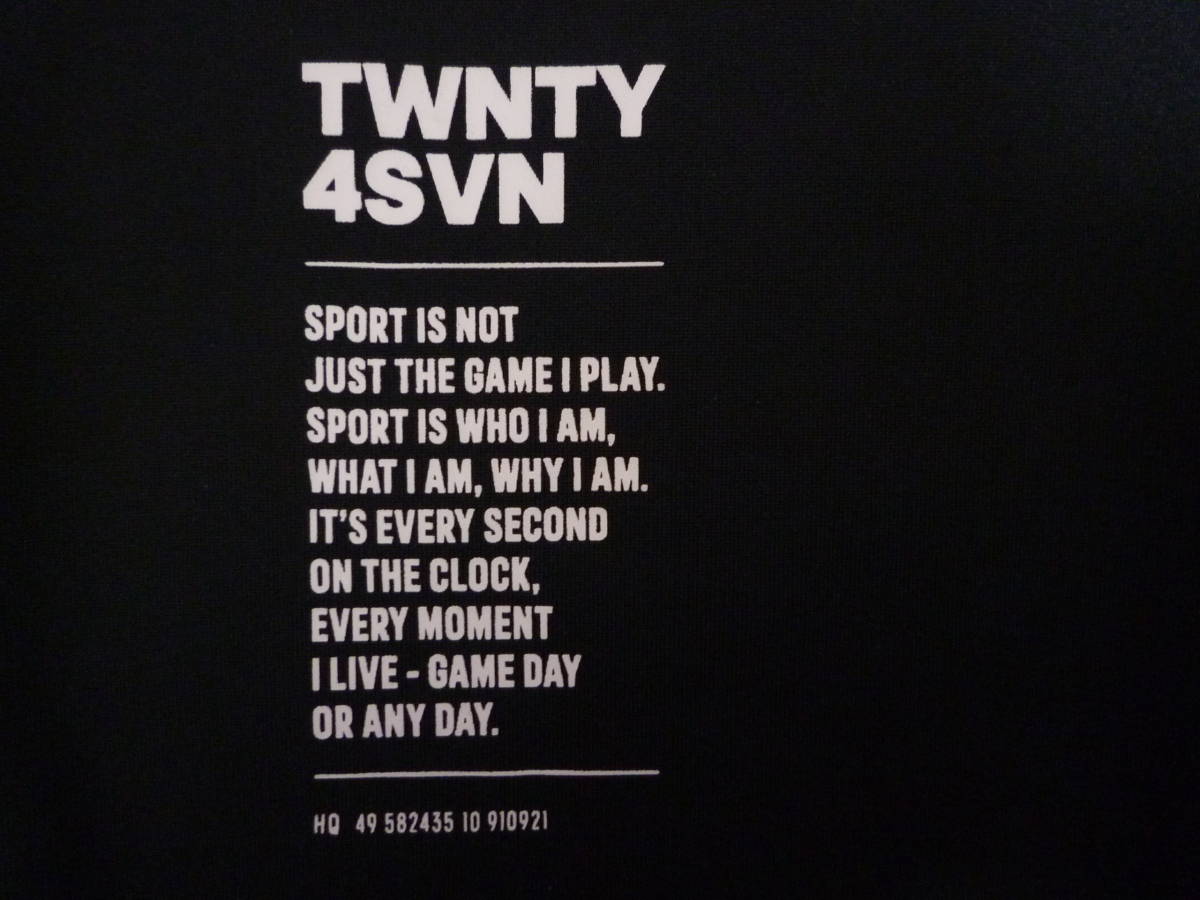 TWNTY
4SVN
SPORT IS NOT
JUST THE GAME I PLAY.
SPORT IS WHO I AM,
WHAT I AM, WHY I AM.
IT'S EVERY SECOND
ON THE CLOCK,
EVERY MOMENT
I LIVE - GAME DAY
OR ANY DAY.
HQ 49 582435 10 910921